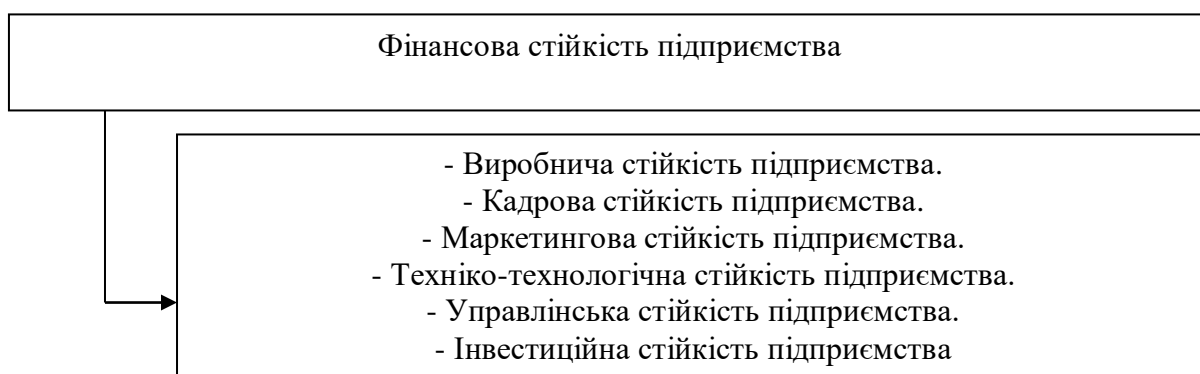 Фінансова стійкість підприємства
- Виробнича стійкість підприємства.
- Кадрова стійкість підприємства.
- Маркетингова стійкість підприємства.
- Техніко-технологічна стійкість підприємства.
- Управлінська стійкість підприємства.
- Інвестиційна стійкість підприємства